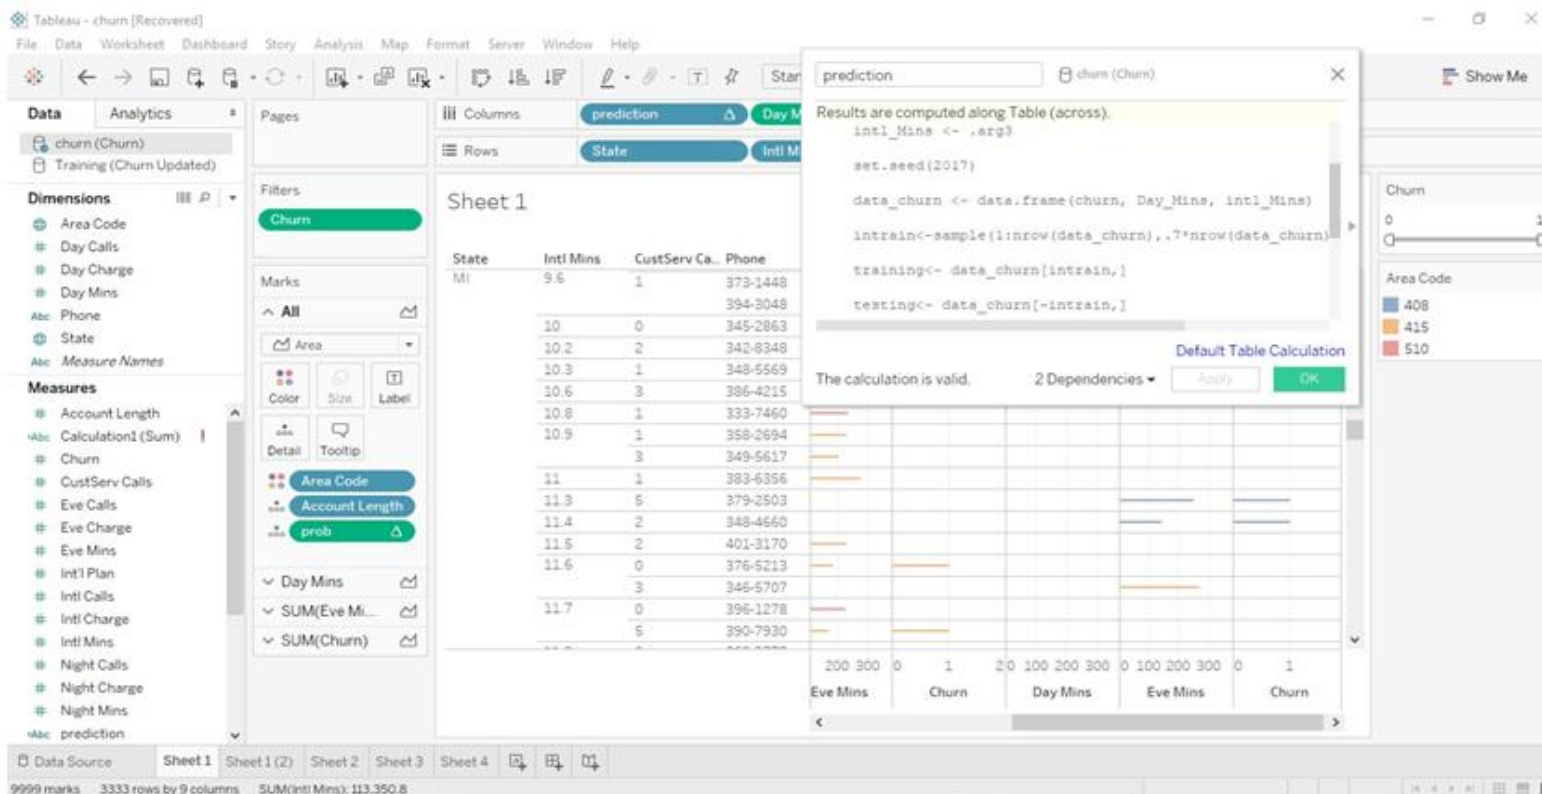 Tableau - churn [Recovered]
File Data Worksheet Dashboard Story Analysis Map Format Server Window Help
Show Me
Data Analytics
churn (Churn)
Training (Churn Updated)
Dimensions
Area Code
Day Calls
Day Charge
Day Mins
Abc Phone
State
Abc Measure Names
Measures
Account Length
Abc Calculation1 (Sum) !
Churn
CustServ Calls
Eve Calls
Eve Charge
Eve Mins
Int'l Plan
Intl Calls
Intl Charge
Intl Mins
Night Calls
Night Charge
Night Mins
Abc prediction
Pages
Filters
Churn
Marks
All
Area
Color Size Label
Detail Tooltip
Area Code
Account Length
prob
Day Mins
SUM(Eve Mi...
SUM(Churn)
Columns prediction Day M
Rows State Intl M
Sheet 1
State Intl Mins CustServ Ca.. Phone
MI 9.6 1 373-1448
394-3048
10 0 345-2863
10.2 2 342-8348
10.3 1 348-5569
10.6 3 386-4215
10.8 1 333-7460
10.9 1 358-2694
3 349-5617
11 1 383-6356
11.3 5 379-2503
11.4 2 348-4660
11.5 2 401-3170
11.6 0 376-5213
3 346-5707
11.7 0 396-1278
5 390-7930
200 300 0 1 2 0 100 200 300 0 100 200 300 0 1
Eve Mins Churn Day Mins Eve Mins Churn
prediction churn (Churn)
Results are computed along Table (across).
intl_Mins <- .arg3
set.seed(2017)
data_churn <- data.frame(churn, Day_Mins, intl_Mins)
intrain<-sample(1:nrow(data_churn),.7*nrow(data_churn)
training<- data_churn[intrain,]
testing<- data_churn[-intrain,]
Default Table Calculation
The calculation is valid. 2 Dependencies Apply OK
Churn
0 1
Area Code
408
415
510
Data Source Sheet 1 Sheet 1 (2) Sheet 2 Sheet 3 Sheet 4
9999 marks 3333 rows by 9 columns SUM(Intl Mins): 113,350.8